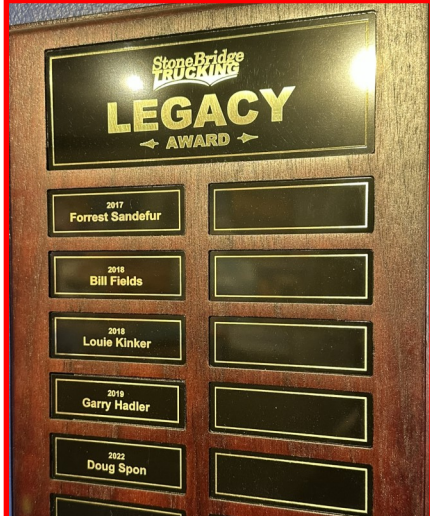 StoneBridge
TRUCKING
LEGACY
AWARD
2017
Forrest Sandefur
2018
Bill Fields
2018
Louie Kinker
2019
Garry Hadler
2022
Doug Spon